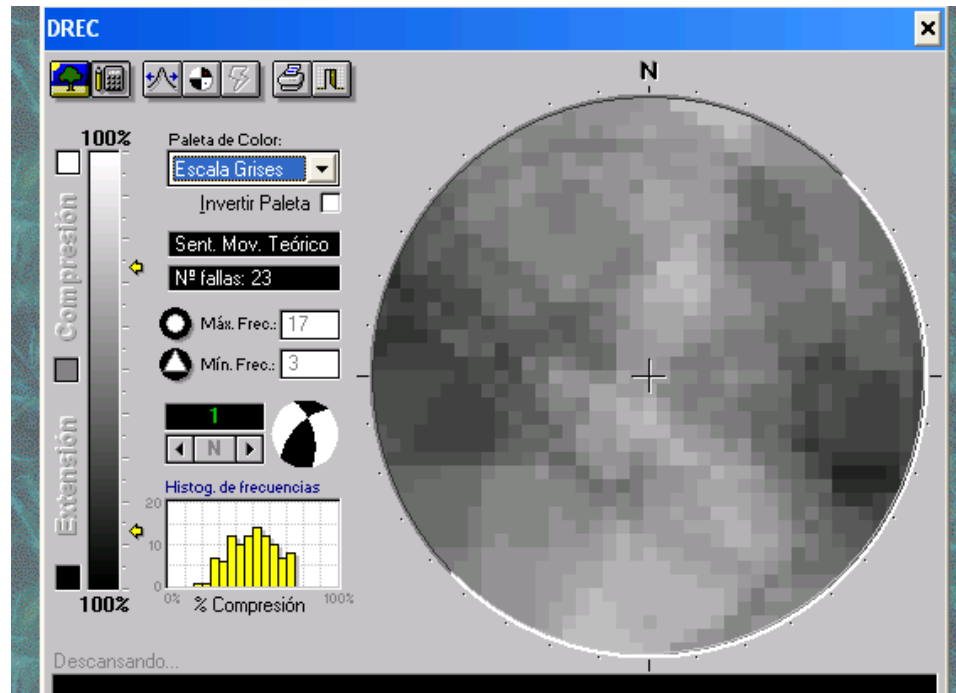 DREC
N
100%
Paleta de Color:
Escala Grises
Invertir Paleta
Compresión
Sent. Mov. Teórico
Nº fallas: 23
Máx. Frec.: 17
Mín. Frec.: 3
Extensión
1
N
Histog. de frecuencias
20
10
0
0%
% Compresión
100%
100%
Descansando...